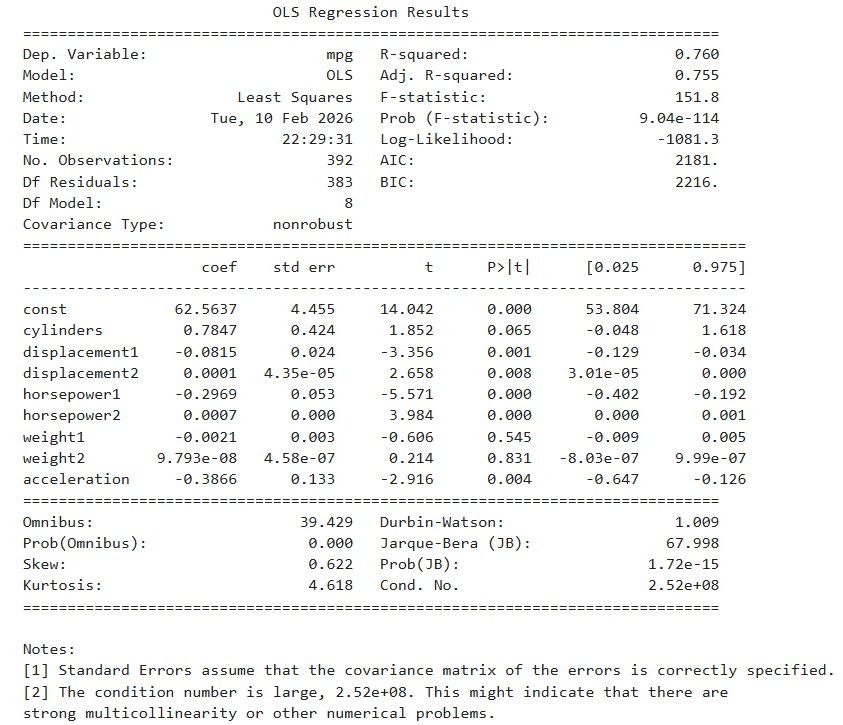 OLS Regression Results
==============================================================================
Dep. Variable:                    mpg   R-squared:                       0.760
Model:                            OLS   Adj. R-squared:                  0.755
Method:                 Least Squares   F-statistic:                     151.8
Date:                Tue, 10 Feb 2026   Prob (F-statistic):          9.04e-114
Time:                        22:29:31   Log-Likelihood:                -1081.3
No. Observations:                 392   AIC:                             2181.
Df Residuals:                     383   BIC:                             2216.
Df Model:                           8
Covariance Type:            nonrobust
=================================================================================
                    coef    std err          t      P>|t|      [0.025      0.975]
---------------------------------------------------------------------------------
const            62.5637      4.455     14.042      0.000      53.804      71.324
cylinders         0.7847      0.424      1.852      0.065      -0.048       1.618
displacement1    -0.0815      0.024     -3.356      0.001      -0.129      -0.034
displacement2     0.0001   4.35e-05      2.658      0.008    3.01e-05       0.000
horsepower1      -0.2969      0.053     -5.571      0.000      -0.402      -0.192
horsepower2       0.0007      0.000      3.984      0.000       0.000       0.001
weight1          -0.0021      0.003     -0.606      0.545      -0.009       0.005
weight2        9.793e-08   4.58e-07      0.214      0.831   -8.03e-07    9.99e-07
acceleration     -0.3866      0.133     -2.916      0.004      -0.647      -0.126
==============================================================================
Omnibus:                       39.429   Durbin-Watson:                   1.009
Prob(Omnibus):                  0.000   Jarque-Bera (JB):               67.998
Skew:                           0.622   Prob(JB):                     1.72e-15
Kurtosis:                       4.618   Cond. No.                     2.52e+08
==============================================================================

Notes:
[1] Standard Errors assume that the covariance matrix of the errors is correctly specified.
[2] The condition number is large, 2.52e+08. This might indicate that there are
strong multicollinearity or other numerical problems.